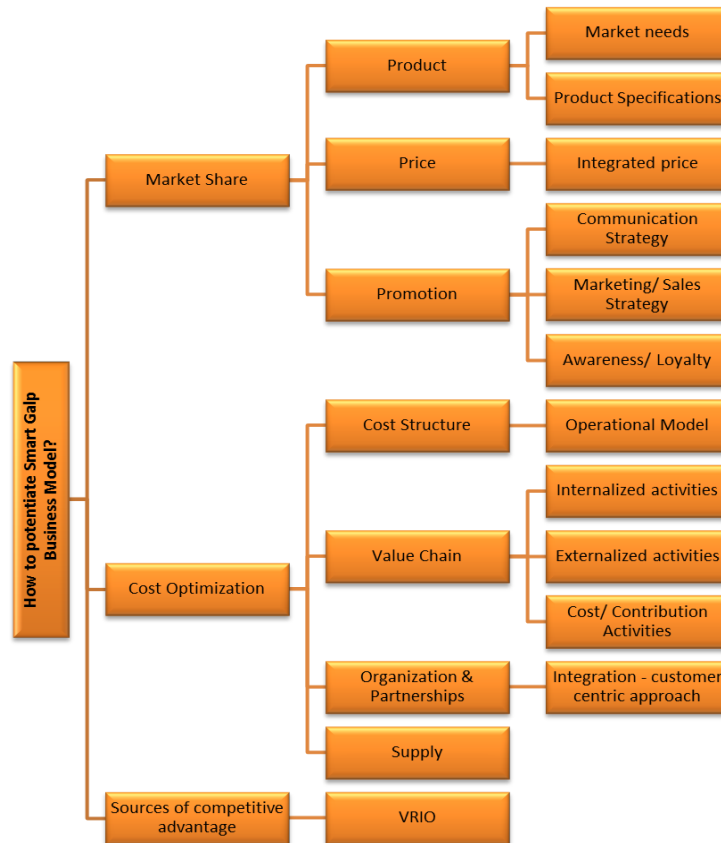 How to potentiate Smart Galp
Business Model?
Market Share
Product
Market needs
Product Specifications
Price
Integrated price
Promotion
Communication
Strategy
Marketing/ Sales
Strategy
Awareness/ Loyalty
Cost Optimization
Cost Structure
Operational Model
Value Chain
Internalized activities
Externalized activities
Cost/ Contribution
Activities
Organization &
Partnerships
Integration - customer
centric approach
Supply
Sources of competitive
advantage
VRIO